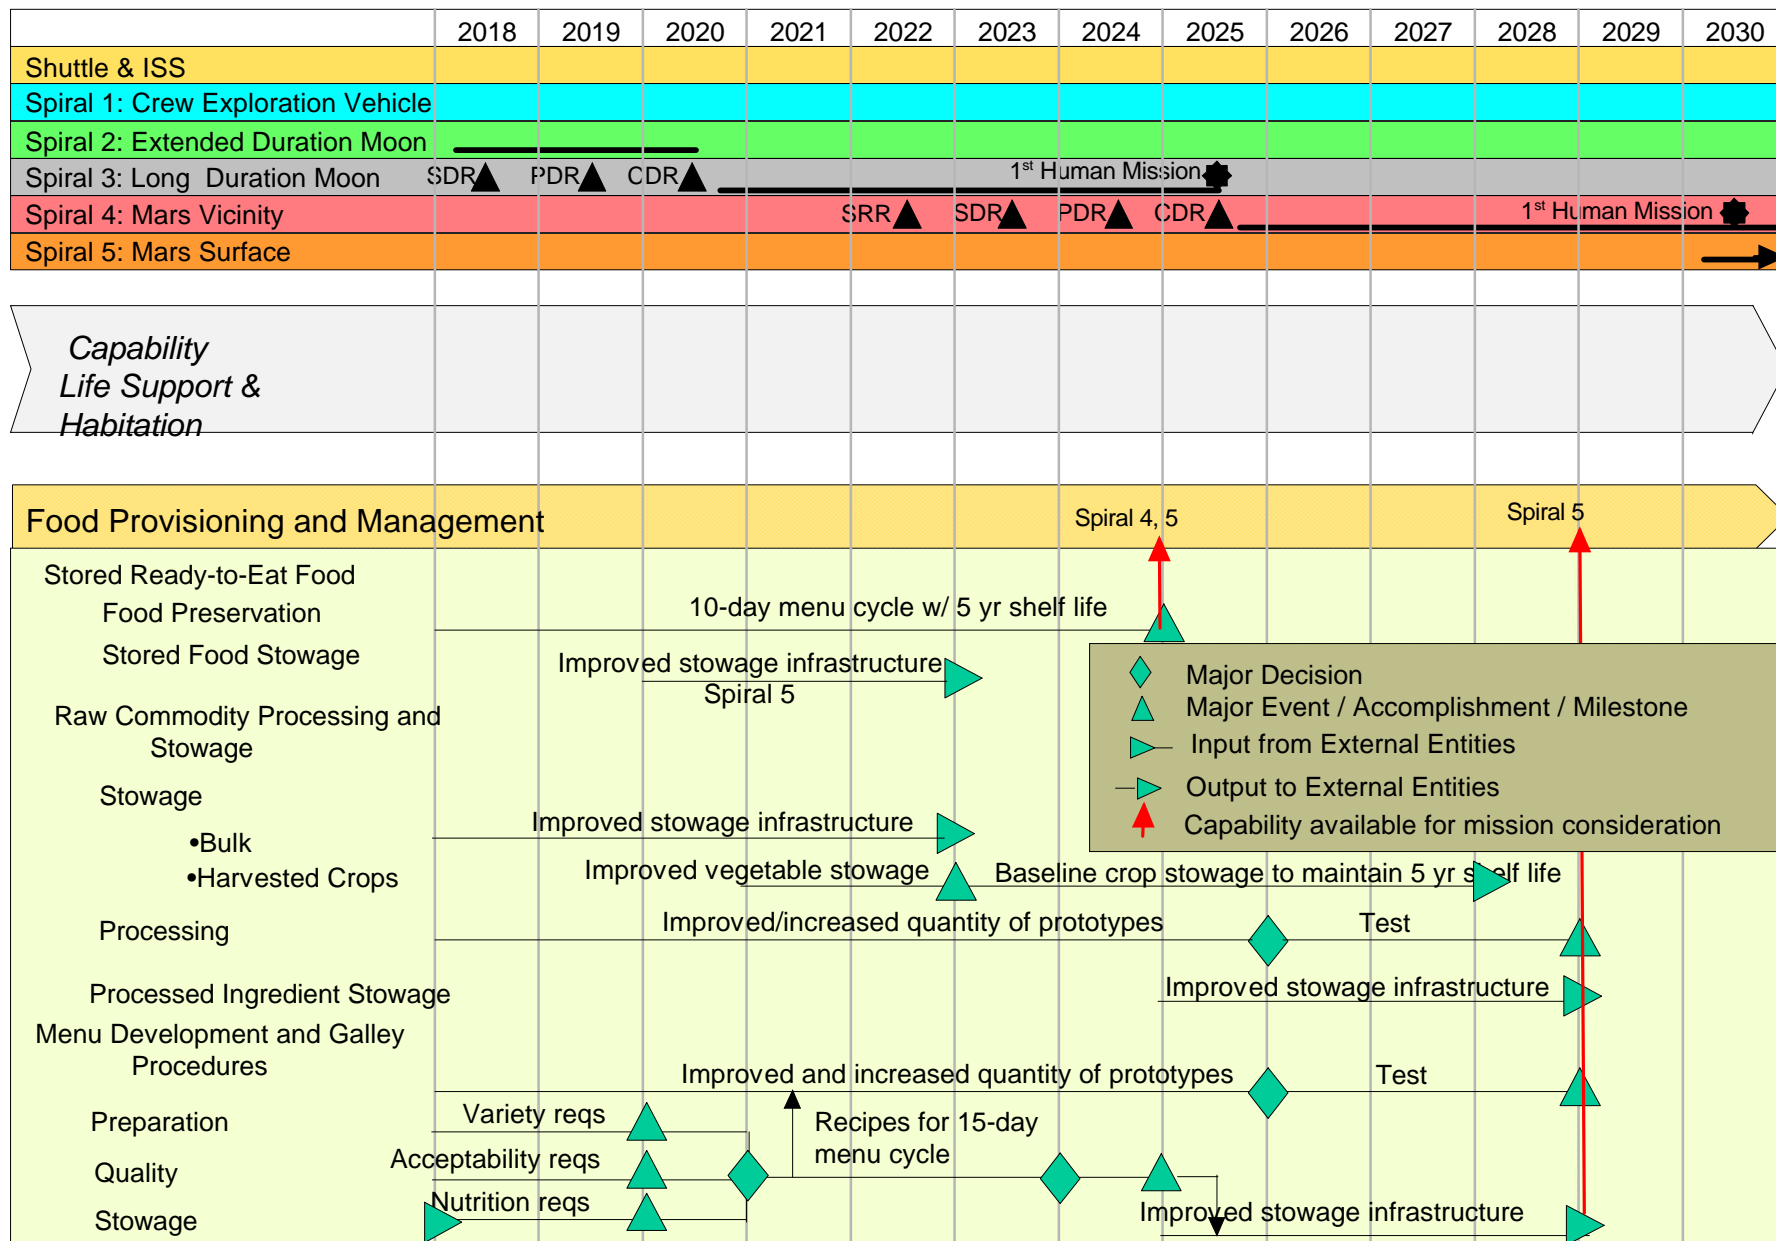 2018 2019 2020 2021 2022 2023 2024 2025 2026 2027 2028 2029 2030
Shuttle & ISS
Spiral 1: Crew Exploration Vehicle
Spiral 2: Extended Duration Moon
Spiral 3: Long Duration Moon SDR PDR CDR 1st Human Mission
Spiral 4: Mars Vicinity SRR SDR PDR CDR 1st Human Mission
Spiral 5: Mars Surface
Capability
Life Support &
Habitation
Food Provisioning and Management Spiral 4, 5 Spiral 5
Stored Ready-to-Eat Food
Food Preservation 10-day menu cycle w/ 5 yr shelf life
Stored Food Stowage Improved stowage infrastructure
Spiral 5
Major Decision
Major Event / Accomplishment / Milestone
Input from External Entities
Output to External Entities
Capability available for mission consideration
Raw Commodity Processing and
Stowage
Stowage
•Bulk Improved stowage infrastructure
•Harvested Crops Improved vegetable stowage Baseline crop stowage to maintain 5 yr shelf life
Processing Improved/increased quantity of prototypes Test
Processed Ingredient Stowage Improved stowage infrastructure
Menu Development and Galley
Procedures
Improved and increased quantity of prototypes Test
Preparation Variety reqs Recipes for 15-day
menu cycle
Quality Acceptability reqs
Stowage Nutrition reqs Improved stowage infrastructure